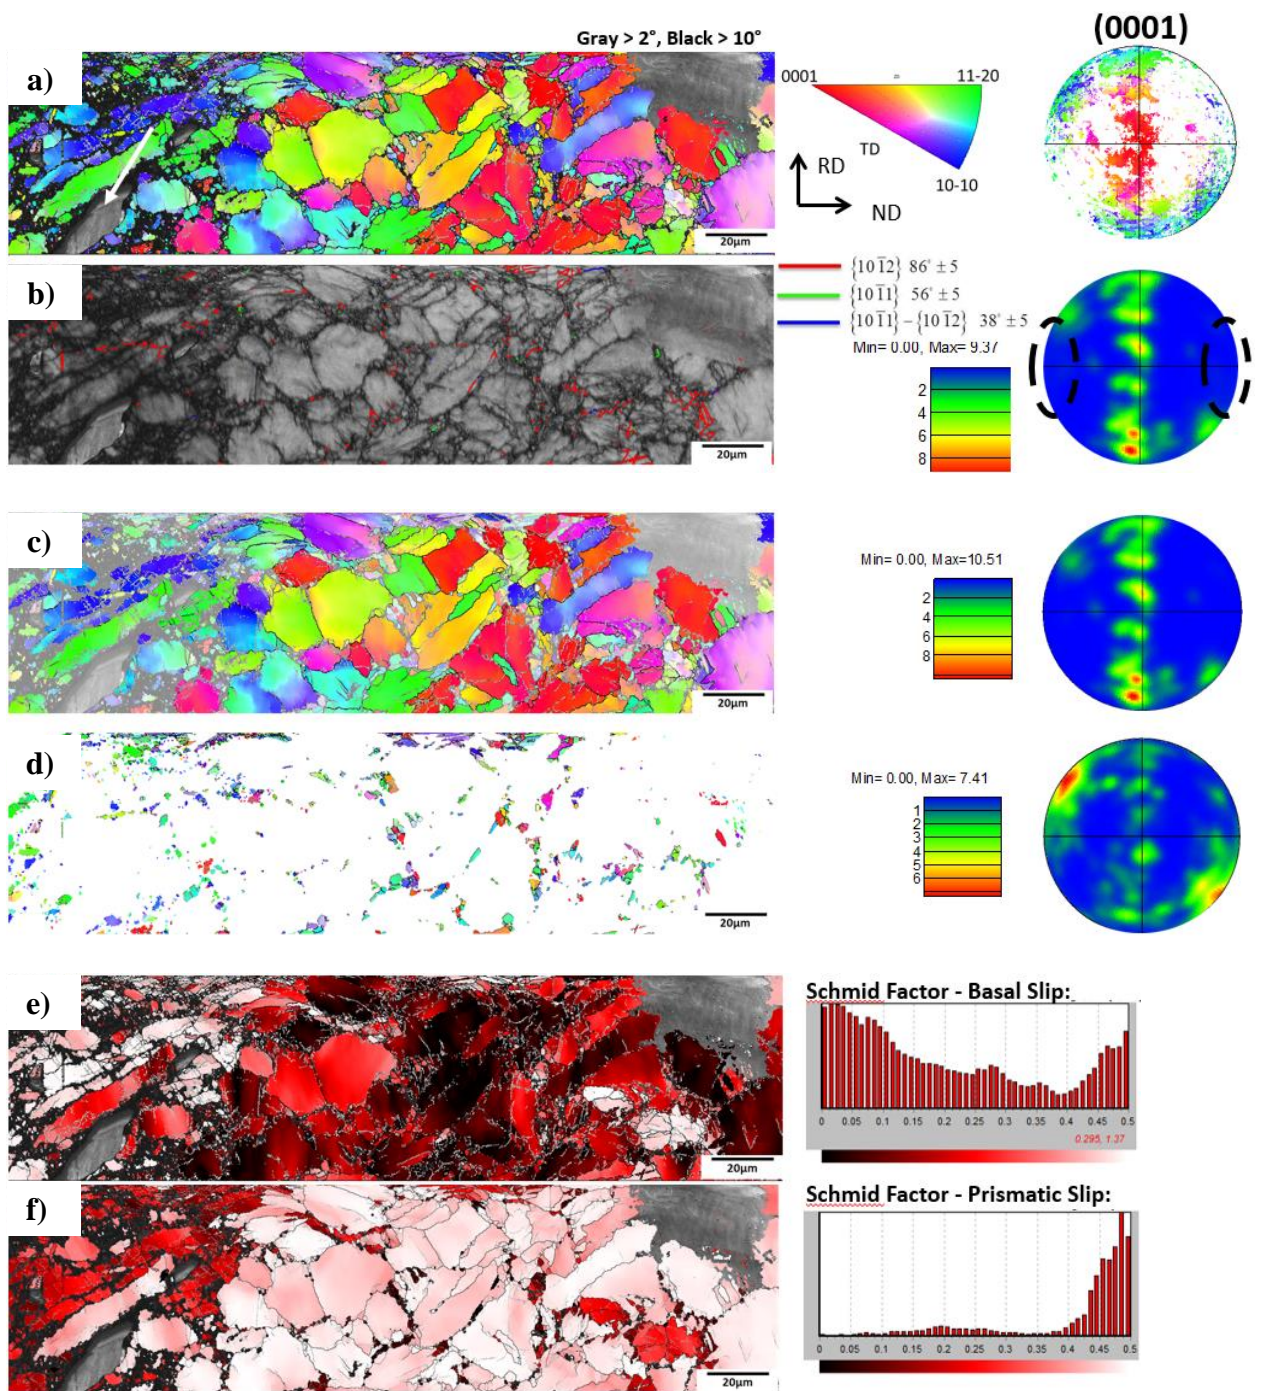 Gray > 2°, Black > 10°
(0001)
a)
0001
11-20
TD
RD
10-10
ND
20μm
b)
{10 1̅2} 86° ± 5
{10 1̅1} 56° ± 5
{10 1̅1} – {10 1̅2} 38° ± 5
Min= 0.00, Max= 9.37
2
4
6
8
20μm
c)
Min= 0.00, Max=10.51
2
4
6
8
20μm
d)
Min= 0.00, Max= 7.41
1
2
3
4
5
6
20μm
e)
Schmid Factor - Basal Slip:
0 0.05 0.1 0.15 0.2 0.25 0.3 0.35 0.4 0.45 0.5
0.295, 1.37
20μm
f)
Schmid Factor - Prismatic Slip:
0 0.05 0.1 0.15 0.2 0.25 0.3 0.35 0.4 0.45 0.5
20μm